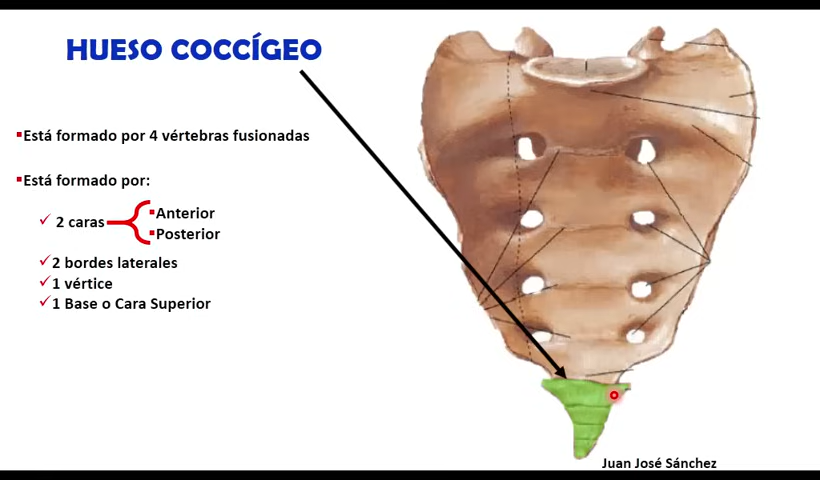 HUESO COCCÍGEO
▪Está formado por 4 vértebras fusionadas
▪Está formado por:
✓ 2 caras
▪Anterior
▪Posterior
✓2 bordes laterales
✓1 vértice
✓1 Base o Cara Superior
Juan José Sánchez